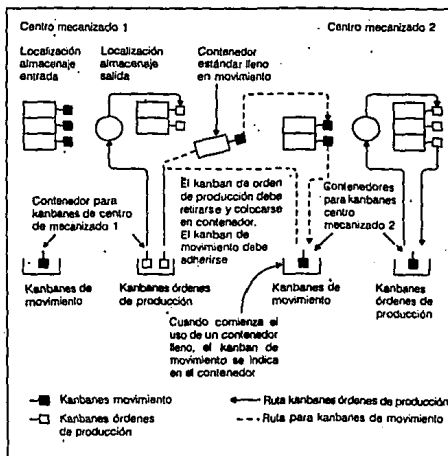 Centro mecanizado 1
Centro mecanizado 2
Localización
almacenaje
entrada
Localización
almacenaje
salida
Contenedor
estándar lleno
en movimiento
El kanban de orden
de producción debe
retirarse y colocarse
en contenedor.
El kanban de
movimiento debe
adherirse
Contenedor para
kanbanes de centro
de mecanizado 1
Contenedores
para kanbanes
centro
mecanizado 2
Kanbanes de
movimiento
Kanbanes órdenes
de producción
Kanbanes de
movimiento
Kanbanes
órdenes de
producción
Cuando comienza el
uso de un contenedor
lleno, el kanban de
movimiento se indica
en el contenedor
Kanbanes movimiento
Kanbanes órdenes
de producción
Ruta kanbanes órdenes de producción
Ruta para kanbanes de movimiento